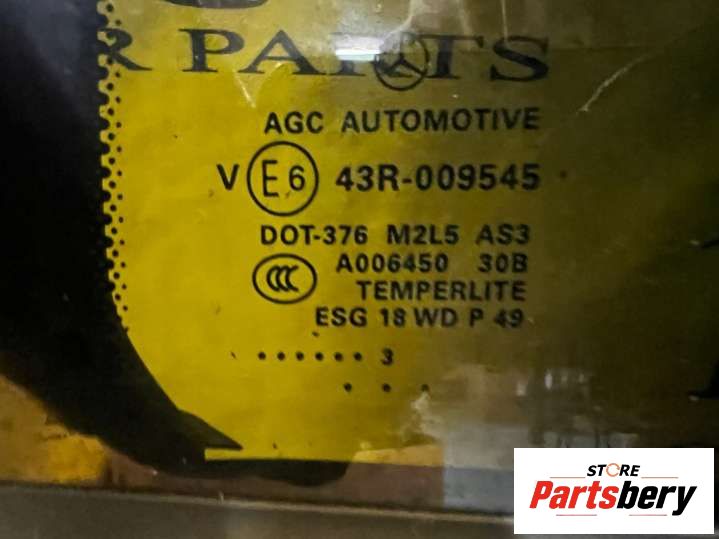 R PARTS
AGC AUTOMOTIVE
V E6 43R-009545
DOT-376 M2L5 AS3
CCC A006450 30B
TEMPERLITE
ESG 18 WD P 49
...... 3
...
STORE
Partsbery